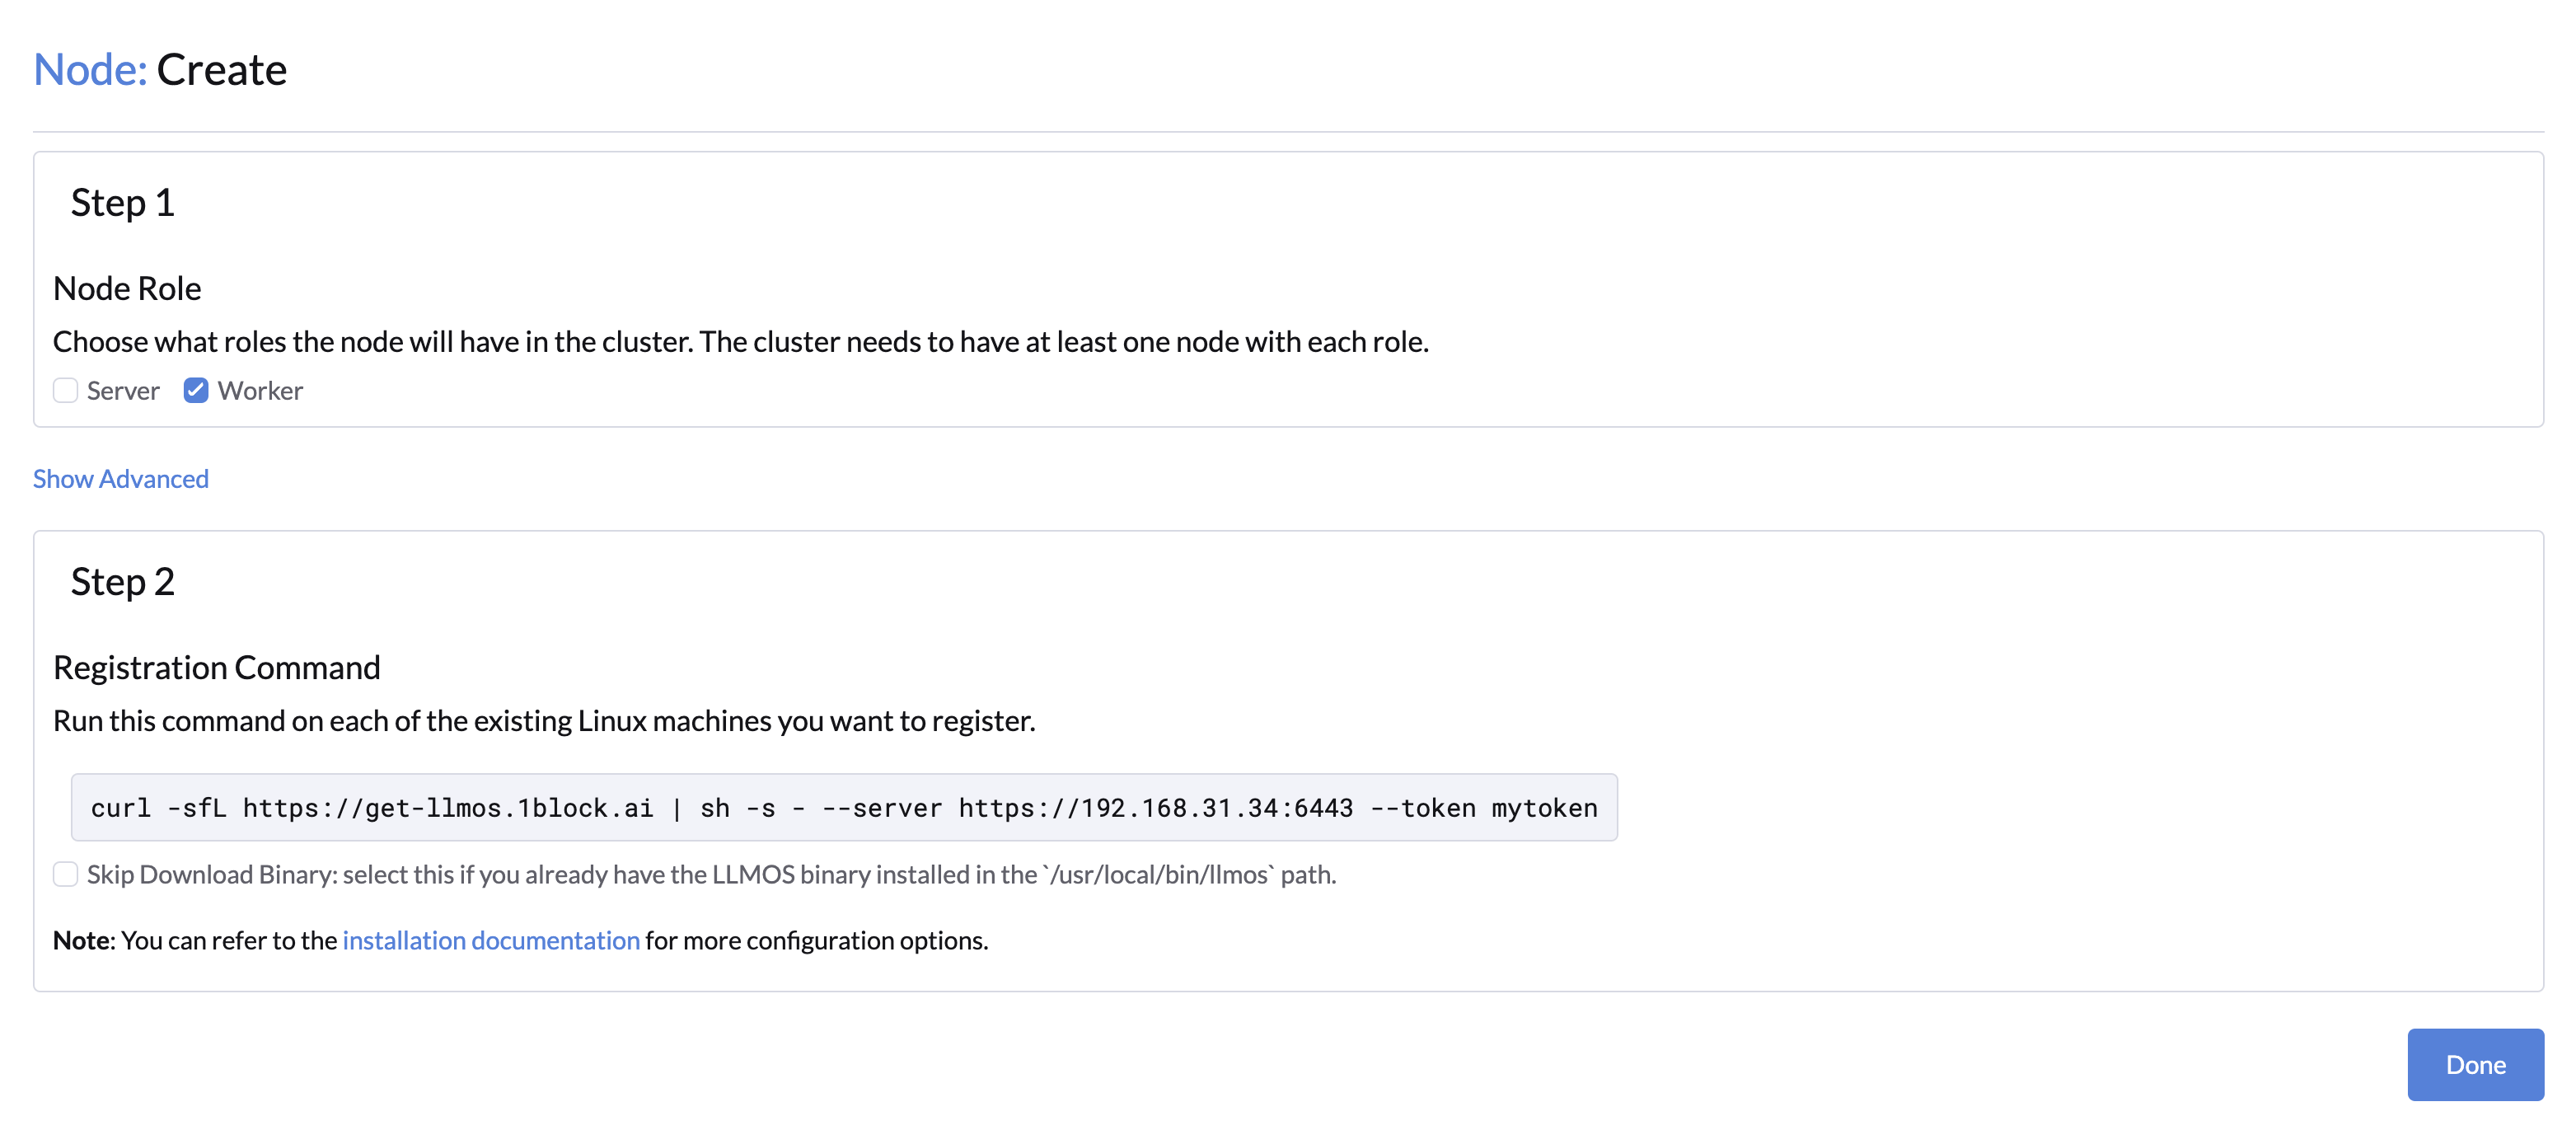 Node: Create
Step 1
Node Role
Choose what roles the node will have in the cluster. The cluster needs to have at least one node with each role.
Server Worker
Show Advanced
Step 2
Registration Command
Run this command on each of the existing Linux machines you want to register.
curl -sfL https://get-llmos.1block.ai | sh -s - --server https://192.168.31.34:6443 --token mytoken
Skip Download Binary: select this if you already have the LLMOS binary installed in the `/usr/local/bin/llmos` path.
Note: You can refer to the installation documentation for more configuration options.
Done